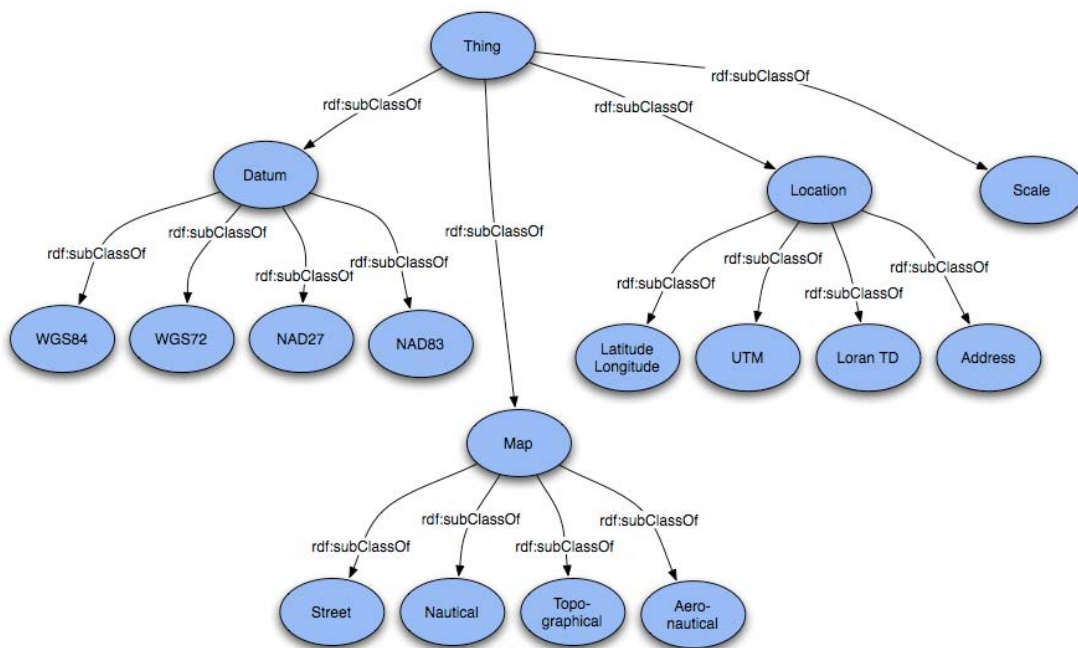 Thing
rdf:subClassOf
rdf:subClassOf
rdf:subClassOf
Datum
Location
Scale
rdf:subClassOf
rdf:subClassOf
rdf:subClassOf
rdf:subClassOf
rdf:subClassOf
rdf:subClassOf
rdf:subClassOf
rdf:subClassOf
rdf:subClassOf
WGS84
WGS72
NAD27
NAD83
Latitude
Longitude
UTM
Loran TD
Address
Map
rdf:subClassOf
rdf:subClassOf
rdf:subClassOf
rdf:subClassOf
Street
Nautical
Topo-
graphical
Aero-
nautical